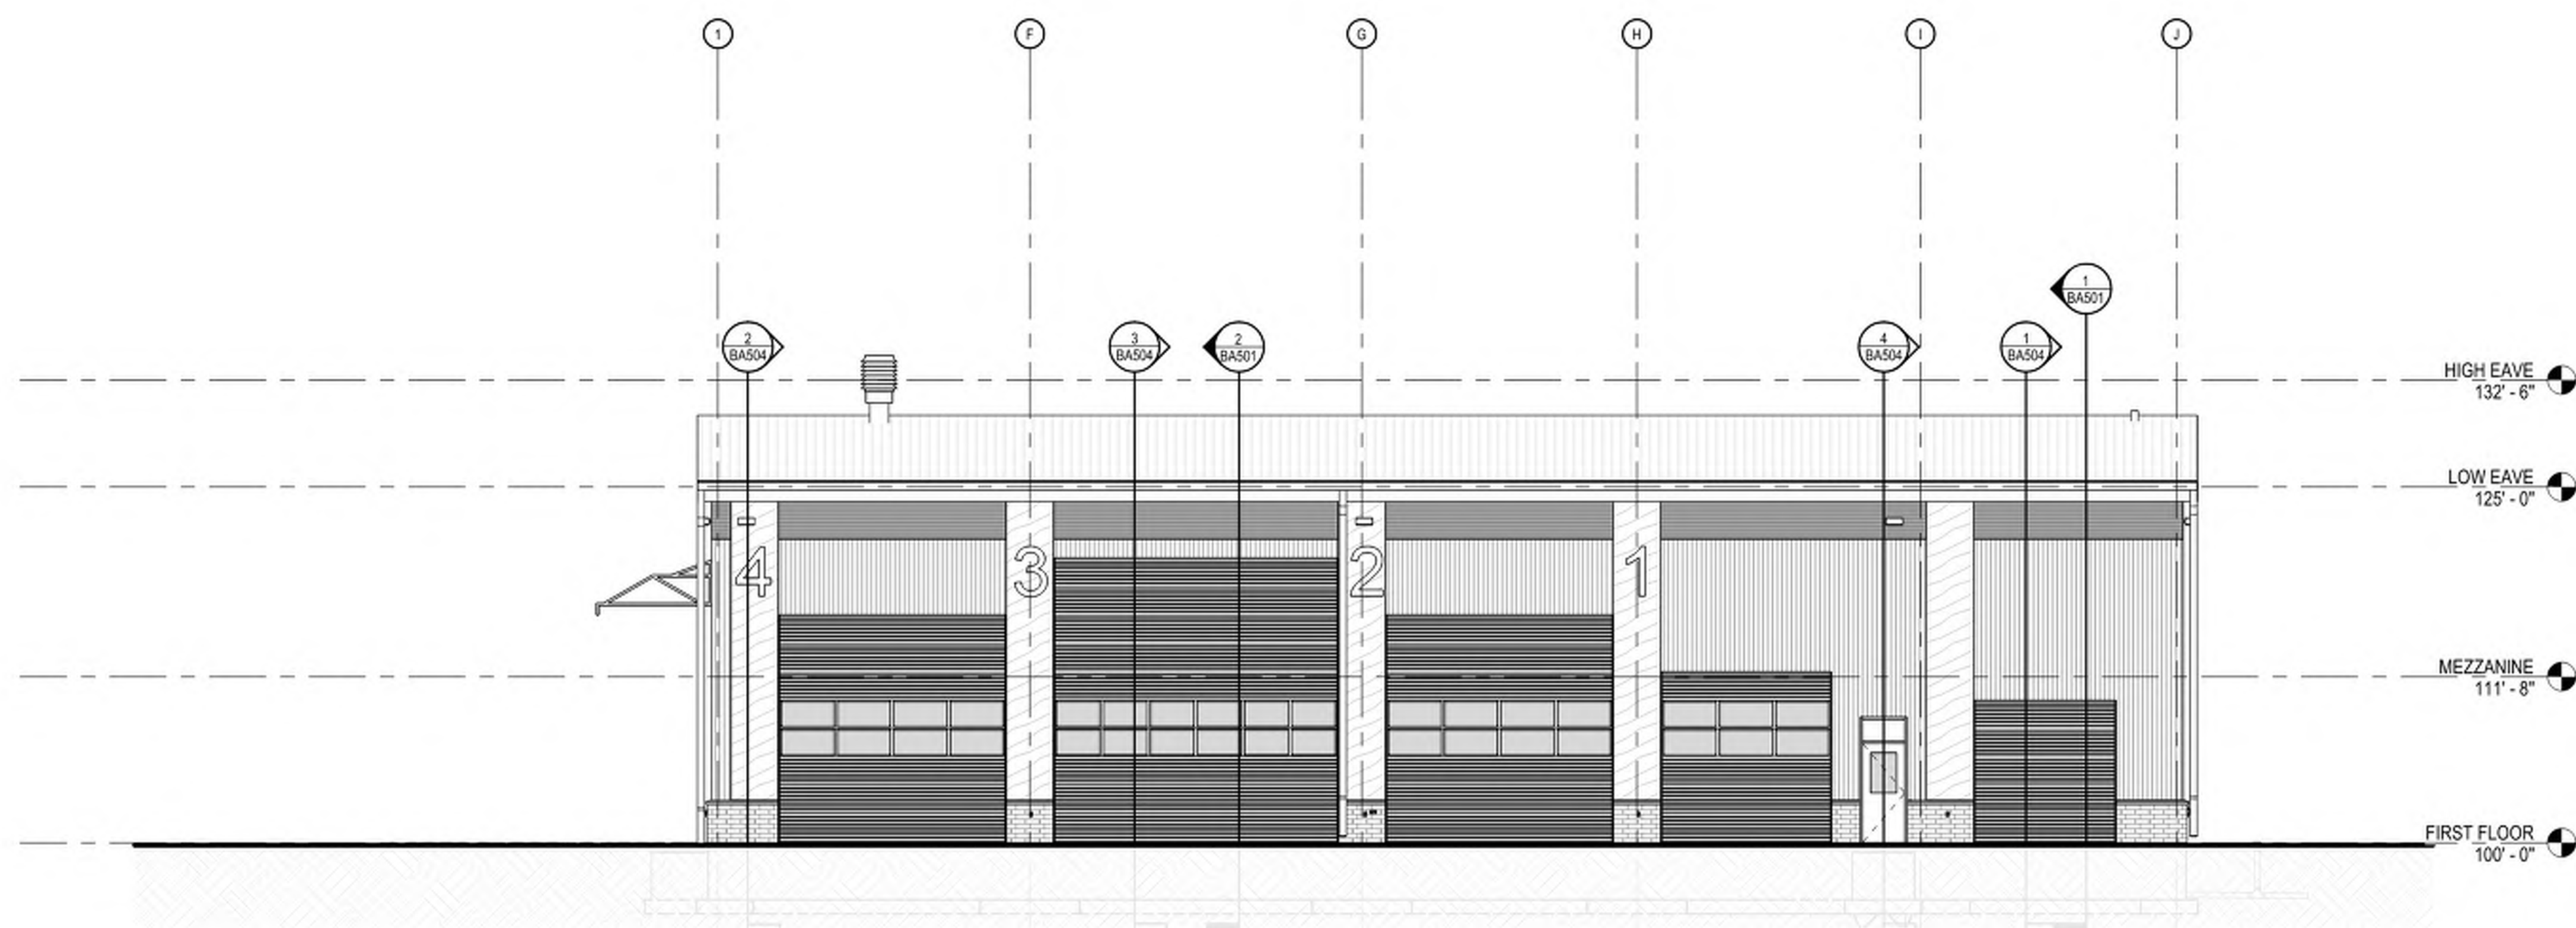 1 F G H I J
1
BA501
2
BA504
3
BA504
2
BA501
4
BA504
1
BA504
HIGH EAVE
132' - 6"
LOW EAVE
125' - 0"
4 3 2 1
MEZZANINE
111' - 8"
FIRST FLOOR
100' - 0"